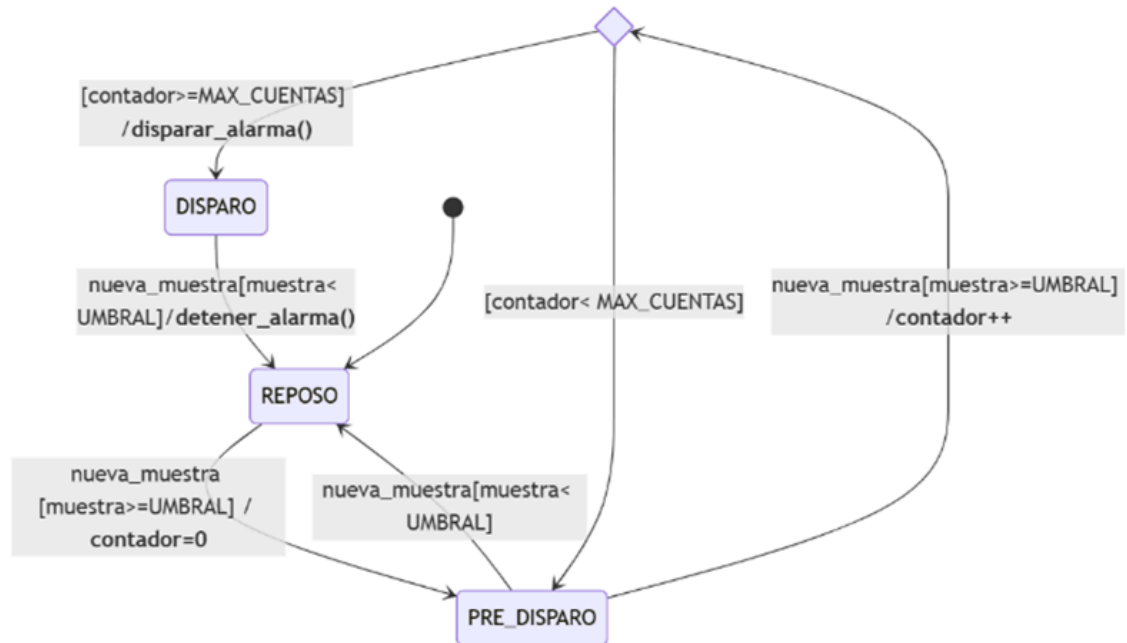 [contador>=MAX_CUENTAS]
/disparar_alarma()
DISPARO
nueva_muestra[muestra<
UMBRAL]/detener_alarma()
[contador< MAX_CUENTAS]
nueva_muestra[muestra>=UMBRAL]
/contador++
REPOSO
nueva_muestra
[muestra>=UMBRAL] /
contador=0
nueva_muestra[muestra<
UMBRAL]
PRE_DISPARO